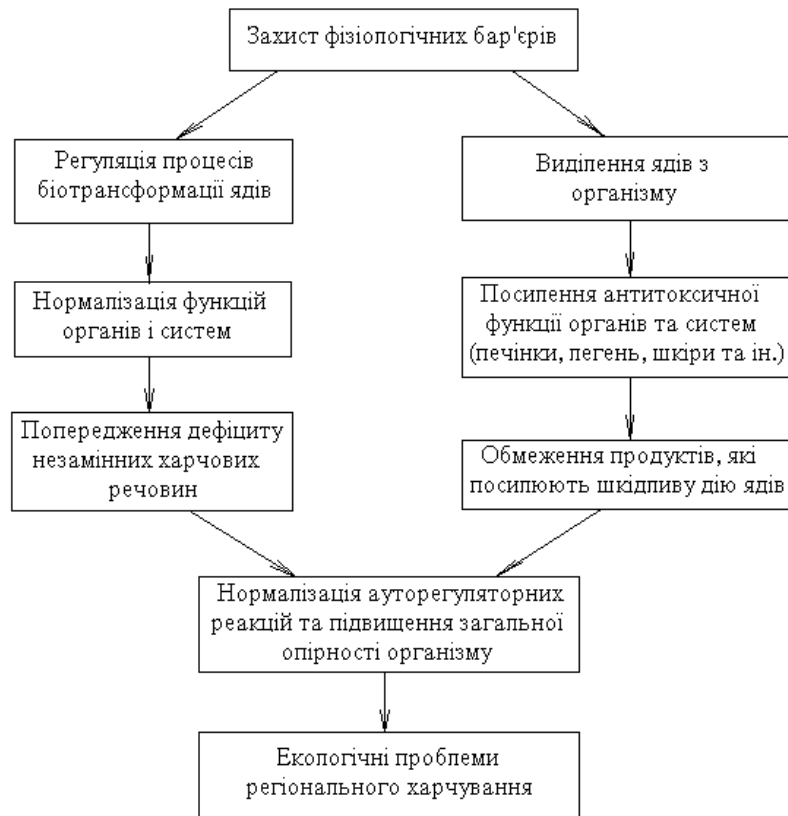 Захист фізіологічних бар'єрів
Регуляція процесів
біотрансформації ядів
Виділення ядів з
організму
Нормалізація функцій
органів і систем
Посилення антитоксичної
функції органів та систем
(печінки, легень, шкіри та ін.)
Попередження дефіциту
незамінних харчових
речовин
Обмеження продуктів, які
посилюють шкідливу дію ядів
Нормалізація ауторегуляторних
реакцій та підвищення загальної
опірності організму
Екологічні проблеми
регіонального харчування